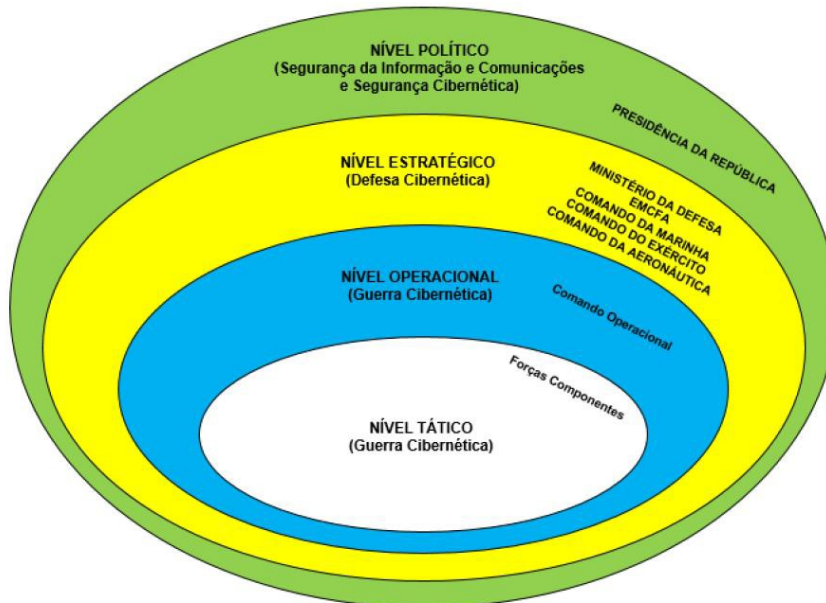 NÍVEL POLÍTICO
(Segurança da Informação e Comunicações
e Segurança Cibernética)
PRESIDÊNCIA DA REPÚBLICA
NÍVEL ESTRATÉGICO
(Defesa Cibernética)
MINISTÉRIO DA DEFESA
EMCFA
COMANDO DA MARINHA
COMANDO DO EXÉRCITO
COMANDO DA AERONÁUTICA
NÍVEL OPERACIONAL
(Guerra Cibernética)
Comando Operacional
Forças Componentes
NÍVEL TÁTICO
(Guerra Cibernética)